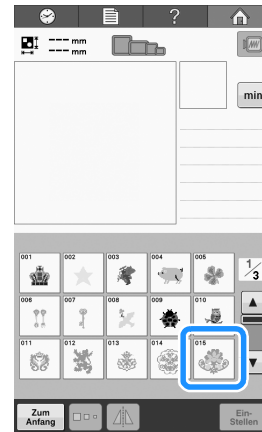 ?
--- mm
--- mm
min
001 002 003 004 005
1/3
006 007 008 009 010
011 012 013 014 015
Zum Anfang
Ein-
Stellen